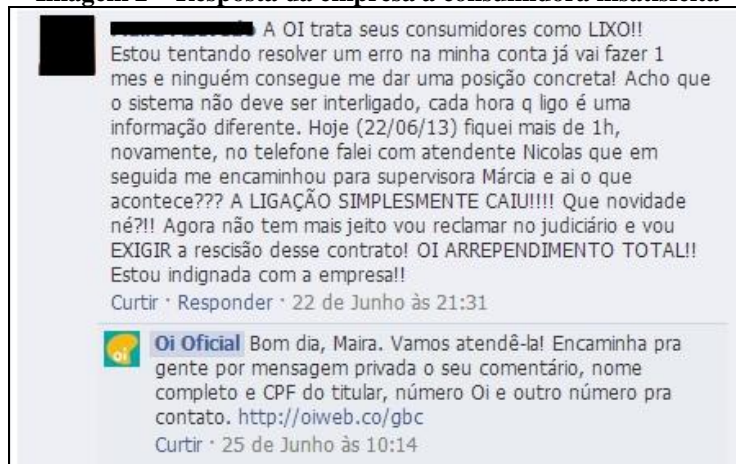 Imagem – Resposta da empresa consumidora insatisfeita
A OI trata seus consumidores como LIXO!!
Estou tentando resolver um erro na minha conta já vai fazer 1
mes e ninguém consegue me dar uma posição concreta! Acho que
o sistema não deve ser interligado, cada hora q ligo é uma
informação diferente. Hoje (22/06/13) fiquei mais de 1h,
novamente, no telefone falei com atendente Nicolas que em
seguida me encaminhou para supervisora Márcia e ai o que
acontece??? A LIGAÇÃO SIMPLESMENTE CAIU!!!! Que novidade
né?!! Agora não tem mais jeito vou reclamar no judiciário e vou
EXIGIR a rescisão desse contrato! OI ARREPENDIMENTO TOTAL!!
Estou indignada com a empresa!!
Curtir · Responder · 22 de Junho às 21:31
oi
Oi Oficial Bom dia, Maira. Vamos atendê-la! Encaminha pra
gente por mensagem privada o seu comentário, nome
completo e CPF do titular, número Oi e outro número pra
contato. http://oiweb.co/gbc
Curtir · 25 de Junho às 10:14